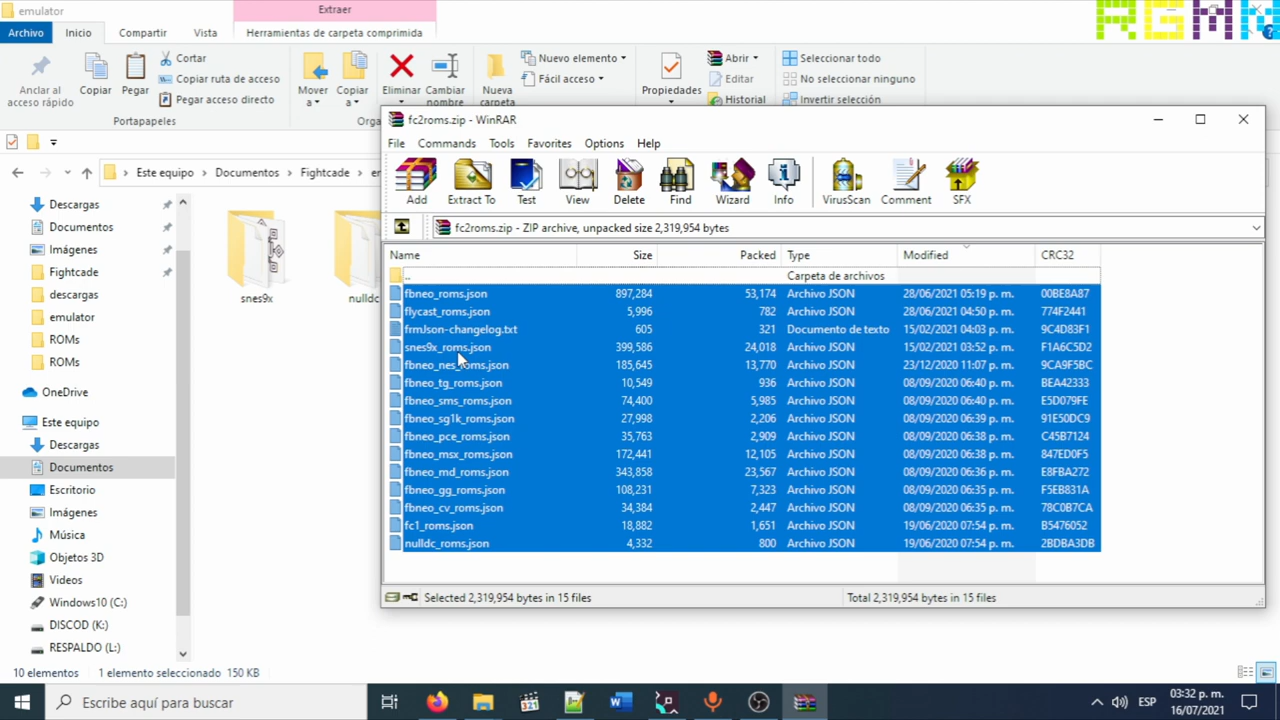 emulator
Extraer
RGMM
Archivo
Inicio
Compartir
Vista
Herramientas de carpeta comprimida
Anclar al
acceso rápido
Copiar
Pegar
Cortar
Copiar ruta de acceso
Pegar acceso directo
Portapapeles
Mover
a
Copiar
a
Eliminar
Cambiar
nombre
Nueva
carpeta
Orga
Nuevo elemento
Fácil acceso
Propiedades
Abrir
Editar
Historial
Seleccionar todo
No seleccionar ninguno
Invertir selección
Este equipo
Documentos
Fightcade
Descargas
Documentos
Imágenes
Fightcade
descargas
emulator
ROMs
ROMs
OneDrive
Este equipo
Descargas
Documentos
Escritorio
Imágenes
Música
Objetos 3D
Videos
Windows10 (C:)
DISCOD (K:)
RESPALDO (L:)
snes9x
nulldc
fc2roms.zip - WinRAR
File Commands Tools Favorites Options Help
Add Extract To Test View Delete Find Wizard Info VirusScan Comment SFX
fc2roms.zip - ZIP archive, unpacked size 2,319,954 bytes
Name Size Packed Type Modified CRC32
.. Carpeta de archivos
fbneo_roms.json 897,284 53,174 Archivo JSON 28/06/2021 05:19 p. m. 00BE8A87
flycast_roms.json 5,996 782 Archivo JSON 28/06/2021 04:50 p. m. 774F2441
frmJson-changelog.txt 605 321 Documento de texto 15/02/2021 04:03 p. m. 9C4D83F1
snes9x_roms.json 399,586 24,018 Archivo JSON 15/02/2021 03:52 p. m. F1A6C5D2
fbneo_nes_roms.json 185,645 13,770 Archivo JSON 23/12/2020 11:07 p. m. 9CA9F5BC
fbneo_tg_roms.json 10,549 936 Archivo JSON 08/09/2020 06:40 p. m. BEA42333
fbneo_sms_roms.json 74,400 5,985 Archivo JSON 08/09/2020 06:40 p. m. E5D079FE
fbneo_sg1k_roms.json 27,998 2,206 Archivo JSON 08/09/2020 06:39 p. m. 91E50DC9
fbneo_pce_roms.json 35,763 2,909 Archivo JSON 08/09/2020 06:38 p. m. C45B7124
fbneo_msx_roms.json 172,441 12,105 Archivo JSON 08/09/2020 06:38 p. m. 847ED0F5
fbneo_md_roms.json 343,858 23,567 Archivo JSON 08/09/2020 06:36 p. m. E8FBA272
fbneo_gg_roms.json 108,231 7,323 Archivo JSON 08/09/2020 06:35 p. m. F5EB831A
fbneo_cv_roms.json 34,384 2,447 Archivo JSON 08/09/2020 06:35 p. m. 78C0B7CA
fc1_roms.json 18,882 1,651 Archivo JSON 19/06/2020 07:54 p. m. B5476052
nulldc_roms.json 4,332 800 Archivo JSON 19/06/2020 07:54 p. m. 2BDBA3DB
Selected 2,319,954 bytes in 15 files
Total 2,319,954 bytes in 15 files
10 elementos
1 elemento seleccionado 150 KB
Escribe aquí para buscar
ESP
03:32 p. m.
16/07/2021